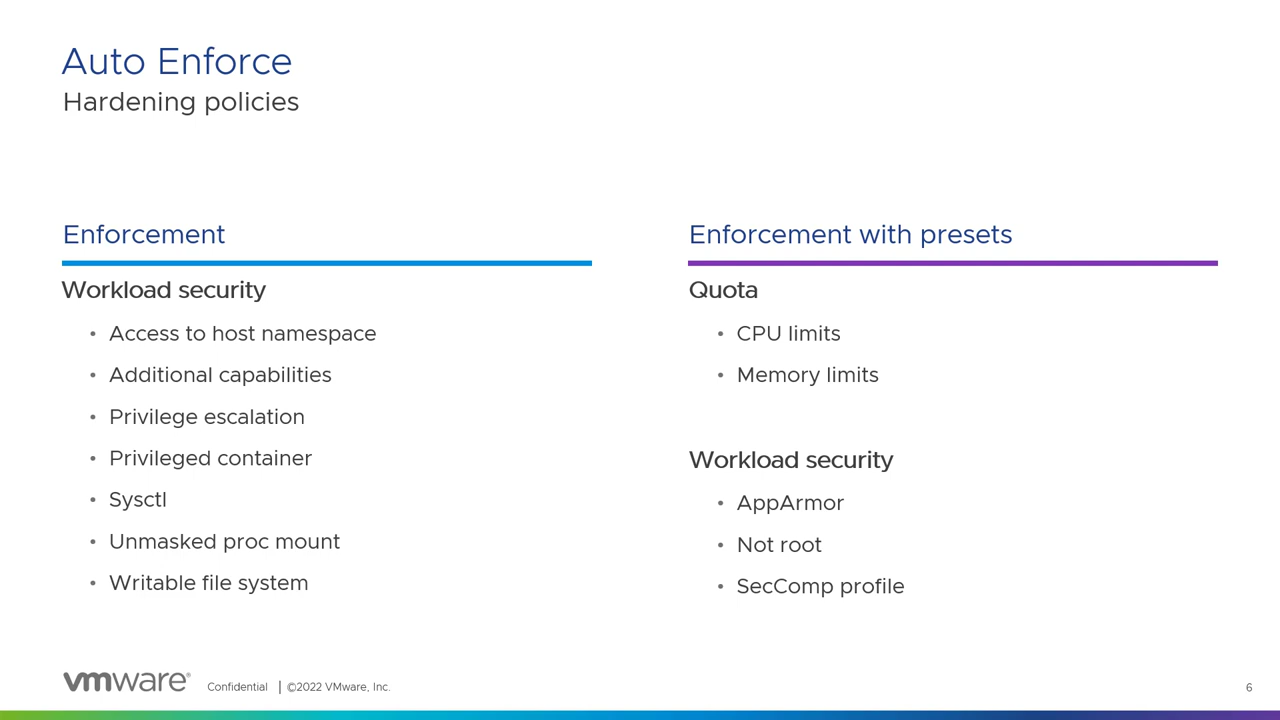 Auto Enforce
Hardening policies
Enforcement
Workload security
• Access to host namespace
• Additional capabilities
• Privilege escalation
• Privileged container
• Sysctl
• Unmasked proc mount
• Writable file system
Enforcement with presets
Quota
• CPU limits
• Memory limits
Workload security
• AppArmor
• Not root
• SecComp profile
vmware®
Confidential | ©2022 VMware, Inc.
6